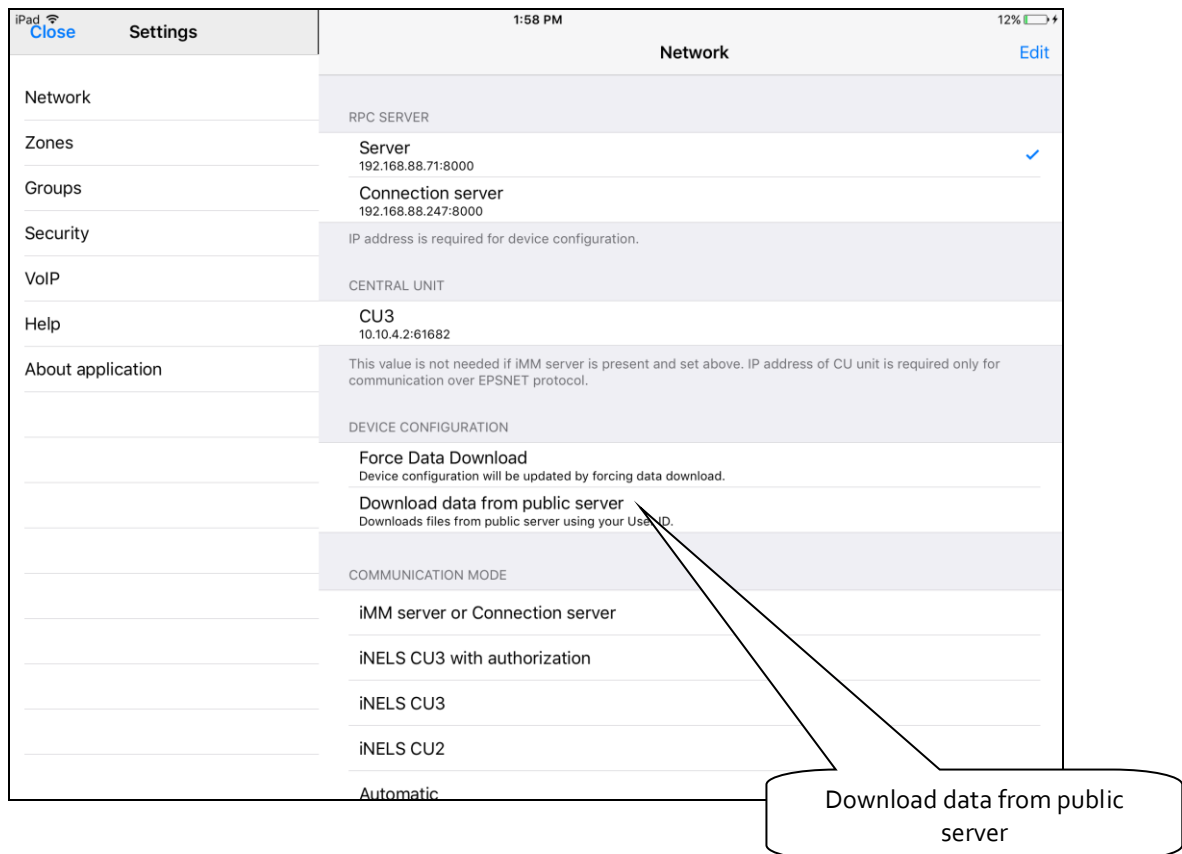 iPad
1:58 PM
12%
Close
Settings
Network
Edit
Network
Zones
Groups
Security
VoIP
Help
About application
RPC SERVER
Server
192.168.88.71:8000
Connection server
192.168.88.247:8000
IP address is required for device configuration.
CENTRAL UNIT
CU3
10.10.4.2:61682
This value is not needed if iMM server is present and set above. IP address of CU unit is required only for
communication over EPSNET protocol.
DEVICE CONFIGURATION
Force Data Download
Device configuration will be updated by forcing data download.
Download data from public server
Downloads files from public server using your User ID.
COMMUNICATION MODE
iMM server or Connection server
iNELS CU3 with authorization
iNELS CU3
iNELS CU2
Automatic
Download data from public
server